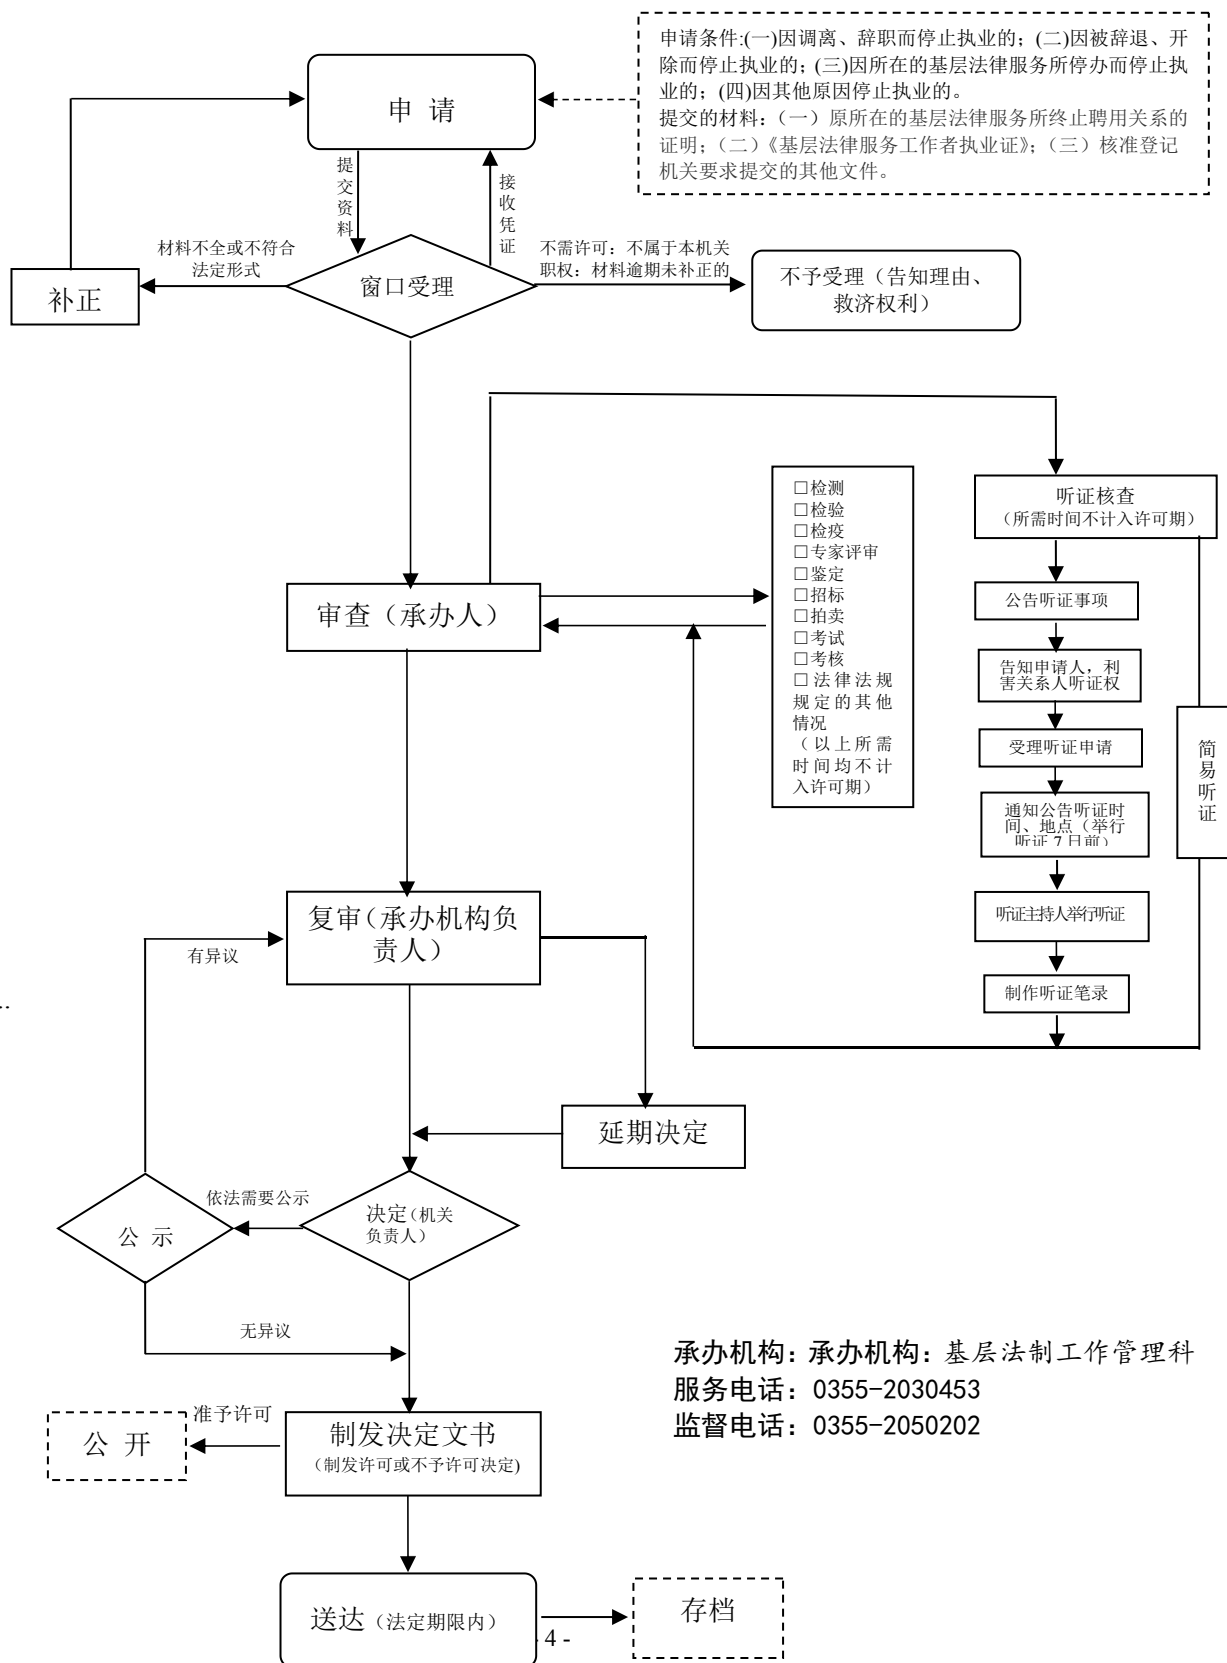 申请条件:(一)因调离、辞职而停止执业的；(二)因被辞退、开
除而停止执业的；(三)因所在的基层法律服务所停办而停止执
业的；(四)因其他原因停止执业的。
提交的材料：（一）原所在的基层法律服务所终止聘用关系的
证明；（二）《基层法律服务工作者执业证》；（三）核准登记
机关要求提交的其他文件。
申 请
提交资料
接收凭证
材料不全或不符合
法定形式
补正
窗口受理
不需许可：不属于本机关
职权：材料逾期未补正的
不予受理（告知理由、
救济权利）
□检测
□检验
□检疫
□专家评审
□鉴定
□招标
□拍卖
□考试
□考核
□法律法规
规定的其他
情况
（以上所需
时间均不计
入许可期）
听证核查
（所需时间不计入许可期）
公告听证事项
告知申请人，利
害关系人听证权
受理听证申请
通知公告听证时
间、地点（举行
听证 7 日前）
听证主持人举行听证
制作听证笔录
简易听证
审查（承办人）
复审（承办机构负
责人）
有异议
..
延期决定
依法需要公示
公 示
决定（机关
负责人）
无异议
承办机构：承办机构：基层法制工作管理科
服务电话：0355-2030453
监督电话：0355-2050202
准予许可
公 开
制发决定文书
（制发许可或不予许可决定)
送达（法定期限内）
存档
4 -